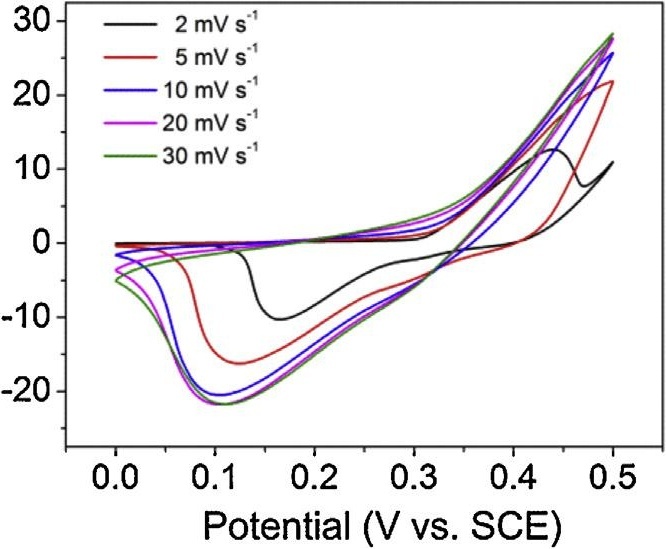 30
20
10
0
-10
-20
2 mV s⁻¹
5 mV s⁻¹
10 mV s⁻¹
20 mV s⁻¹
30 mV s⁻¹
0.0 0.1 0.2 0.3 0.4 0.5
Potential (V vs. SCE)